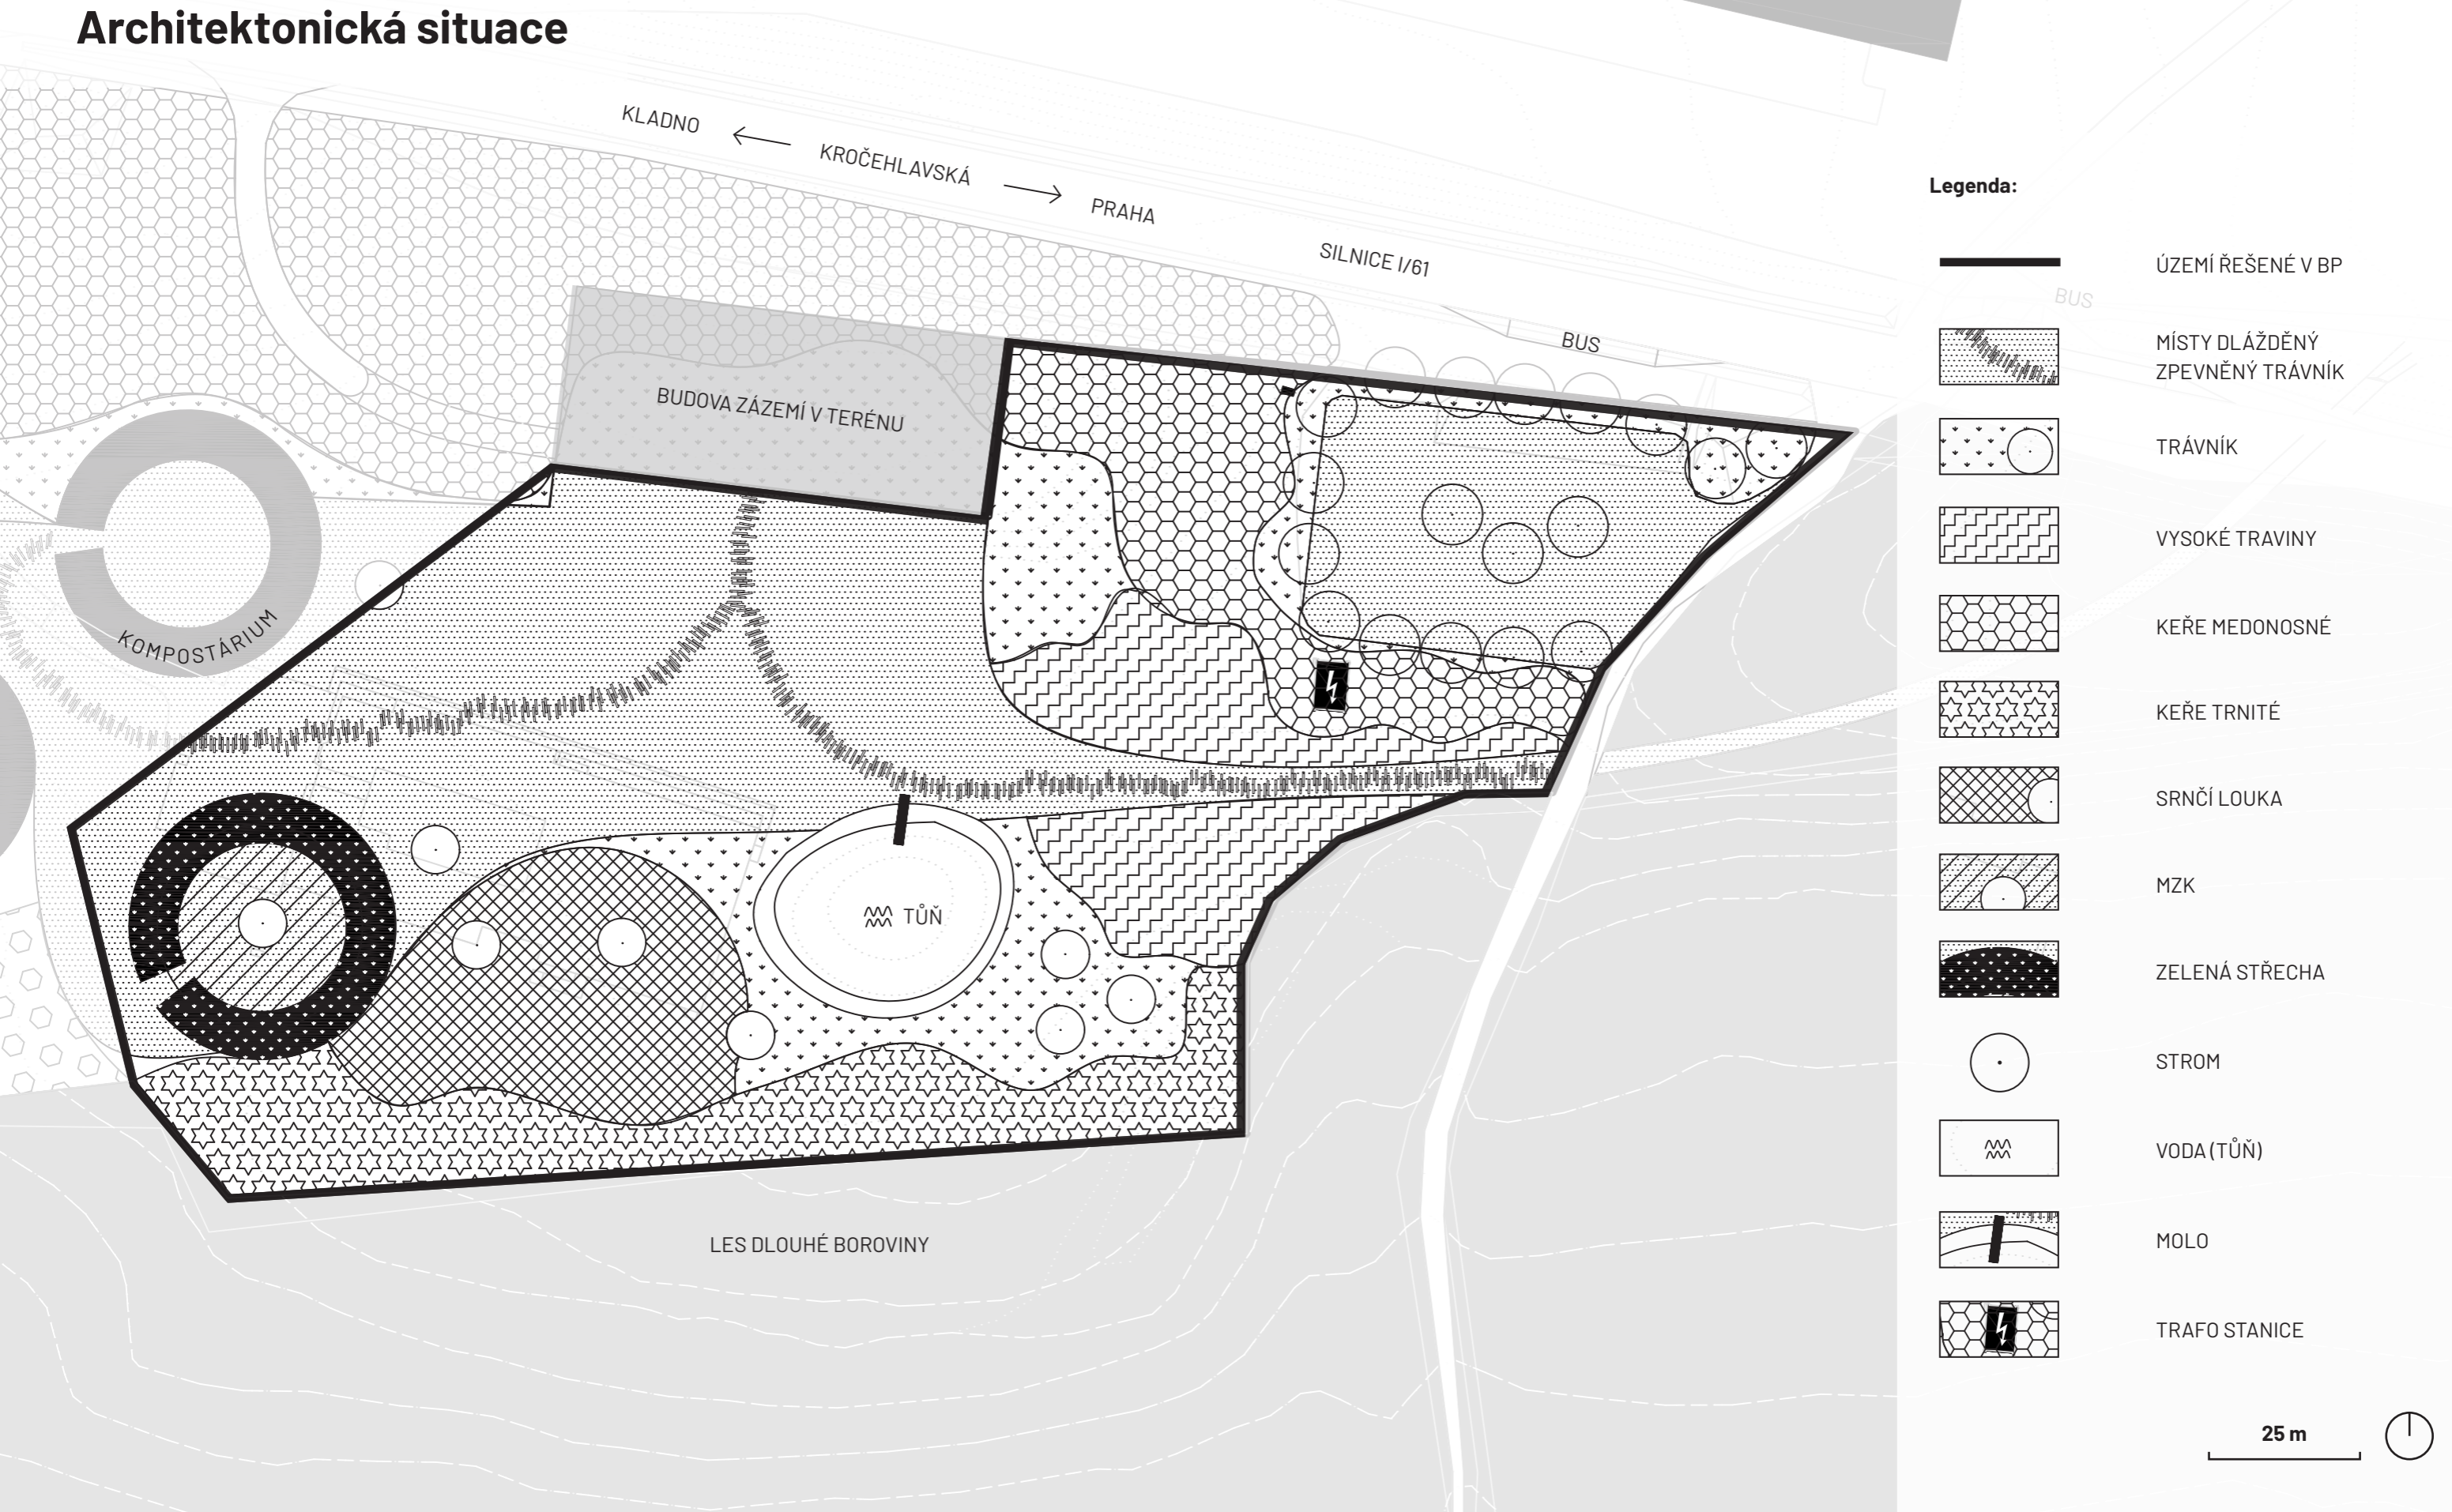 Architektonická situace
KLADNO
KROČEHLAVSKÁ
PRAHA
SILNICE I/61
BUS
BUDOVA ZÁZEMÍ V TERÉNU
KOMPOSTÁRIUM
TŮŇ
LES DLOUHÉ BOROVINY
Legenda:
ÚZEMÍ ŘEŠENÉ V BP
BUS
MÍSTY DLÁŽDĚNÝ
ZPEVNĚNÝ TRÁVNÍK
TRÁVNÍK
VYSOKÉ TRAVINY
KEŘE MEDONOSNÉ
KEŘE TRNITÉ
SRNČÍ LOUKA
MZK
ZELENÁ STŘECHA
STROM
VODA (TŮŇ)
MOLO
TRAFO STANICE
25 m